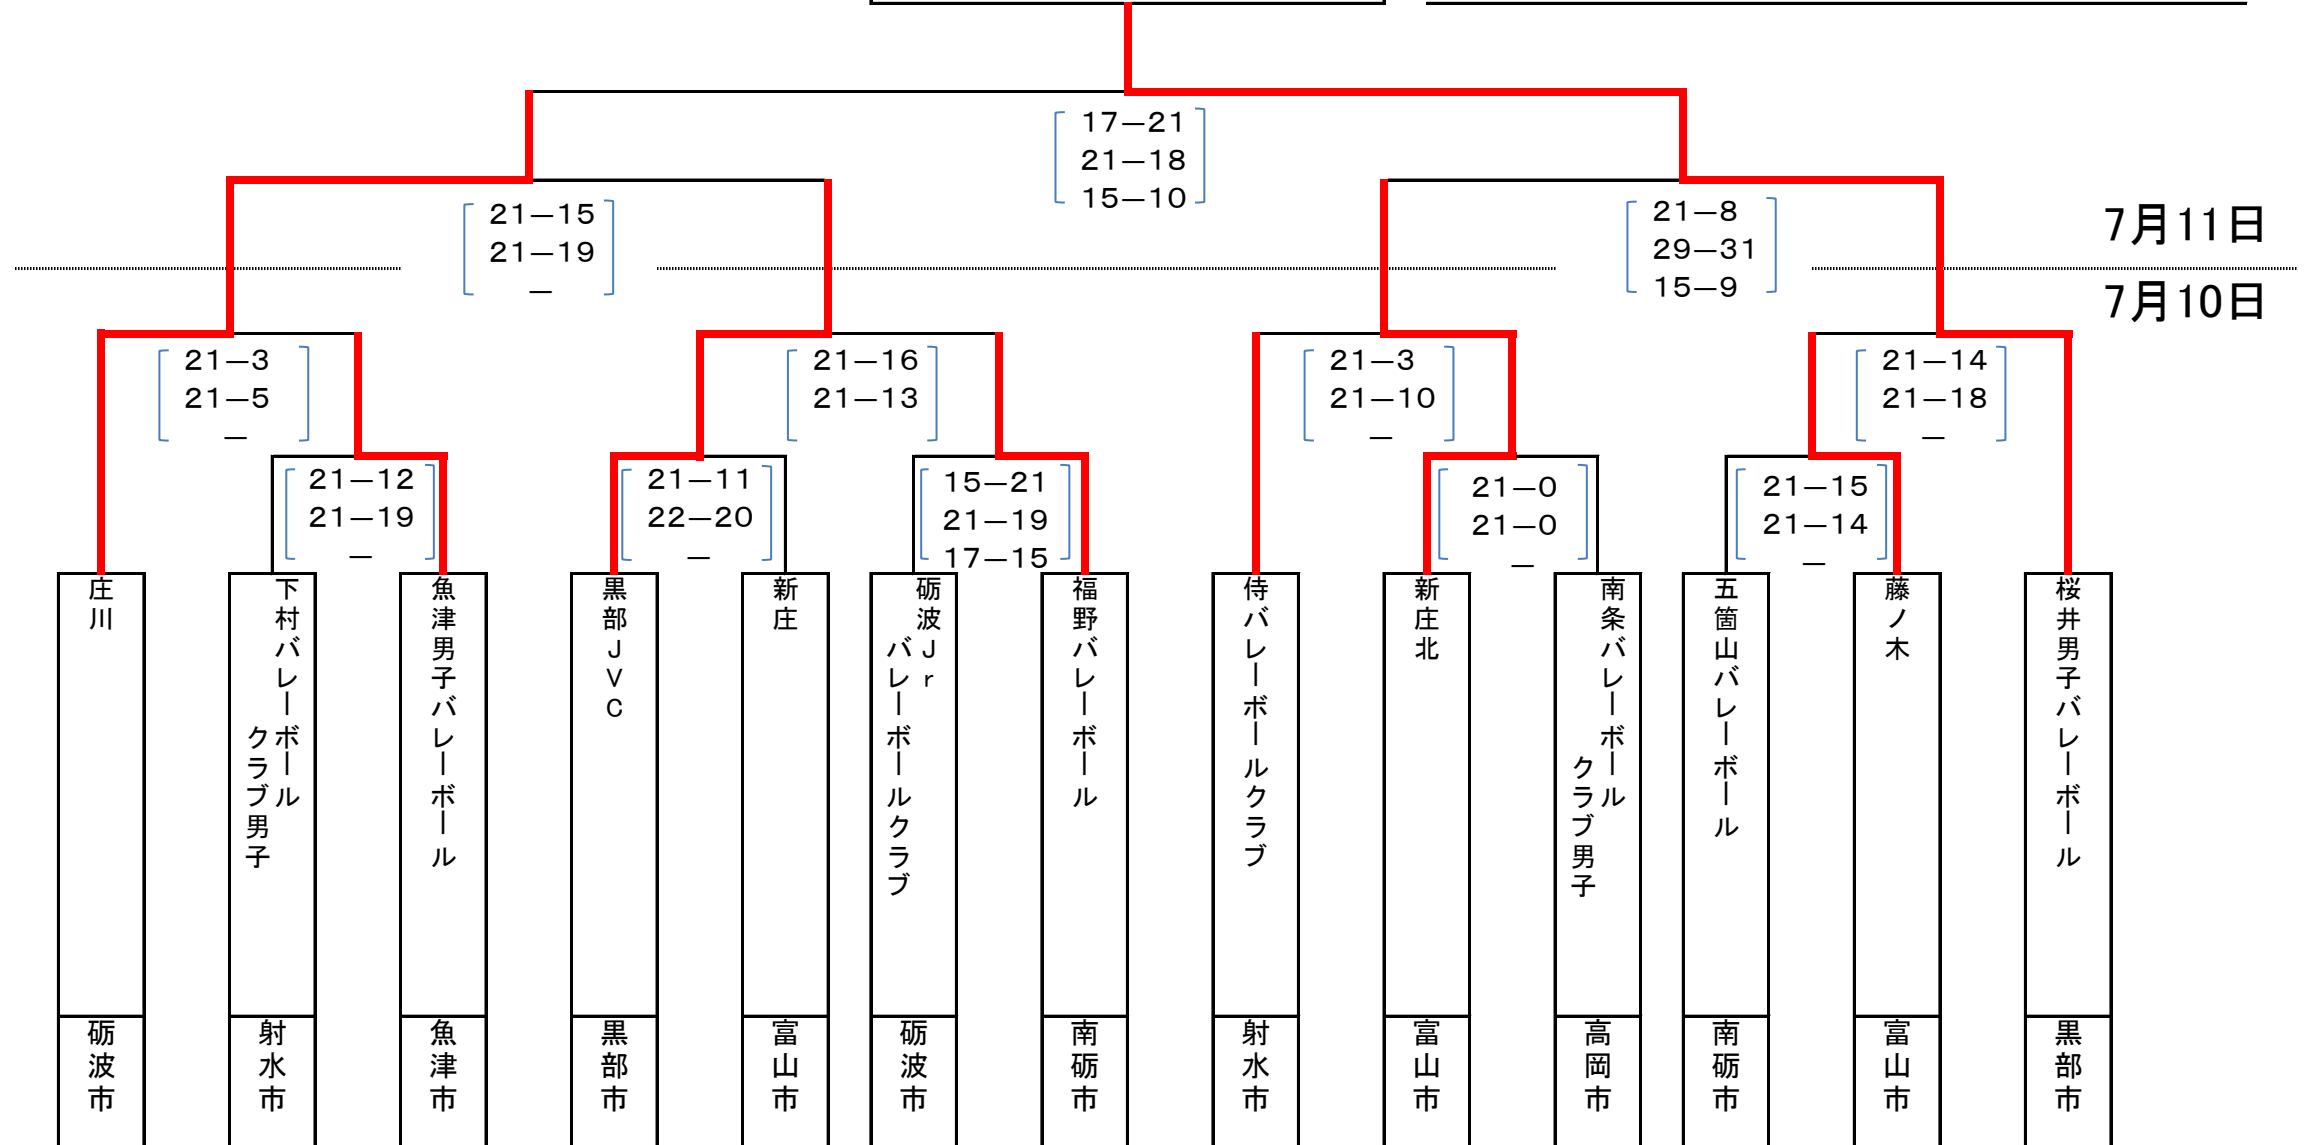 17－21
21－18
15－10
21－15
21－19
－
21－8
29－31
15－9
7月11日
7月10日
21－3
21－5
－
21－16
21－13
21－3
21－10
－
21－14
21－18
－
21－12
21－19
－
21－11
22－20
－
15－21
21－19
17－15
21－0
21－0
－
21－15
21－14
－
庄川
下村バレーボール
クラブ男子
魚津男子バレーボール
黒部JVC
新庄
砺波Jr
バレーボールクラブ
福野バレーボール
侍バレーボールクラブ
新庄北
南条バレーボール
クラブ男子
五箇山バレーボール
藤ノ木
桜井男子バレーボール
砺波市
射水市
魚津市
黒部市
富山市
砺波市
南砺市
射水市
富山市
高岡市
南砺市
富山市
黒部市